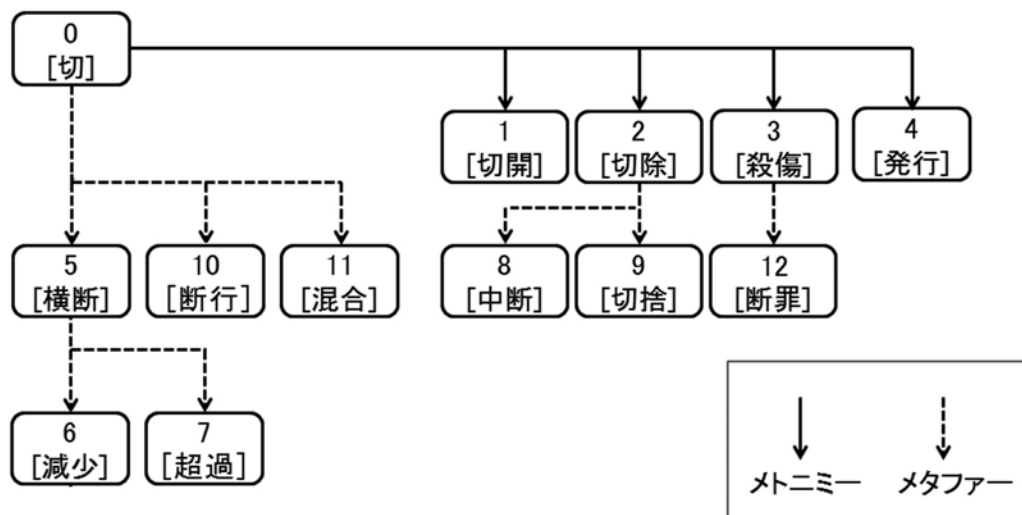 0
[切]
1
[切開]
2
[切除]
3
[殺傷]
4
[発行]
5
[横断]
10
[断行]
11
[混合]
8
[中断]
9
[切捨]
12
[断罪]
6
[減少]
7
[超過]
メトニミー
メタファー